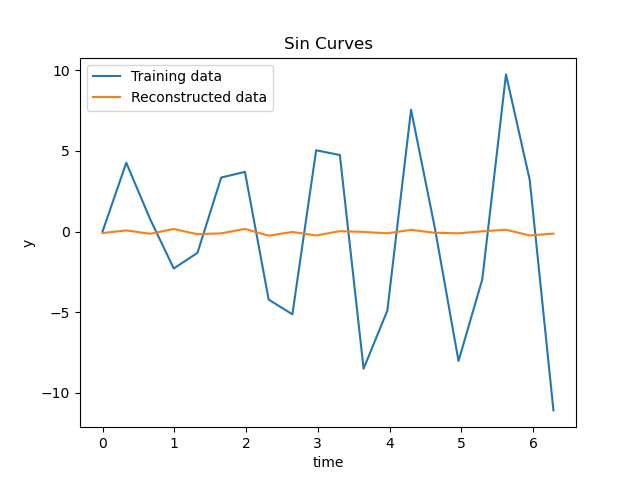 Sin Curves
Training data
Reconstructed data
10
5
0
−5
−10
y
0 1 2 3 4 5 6
time